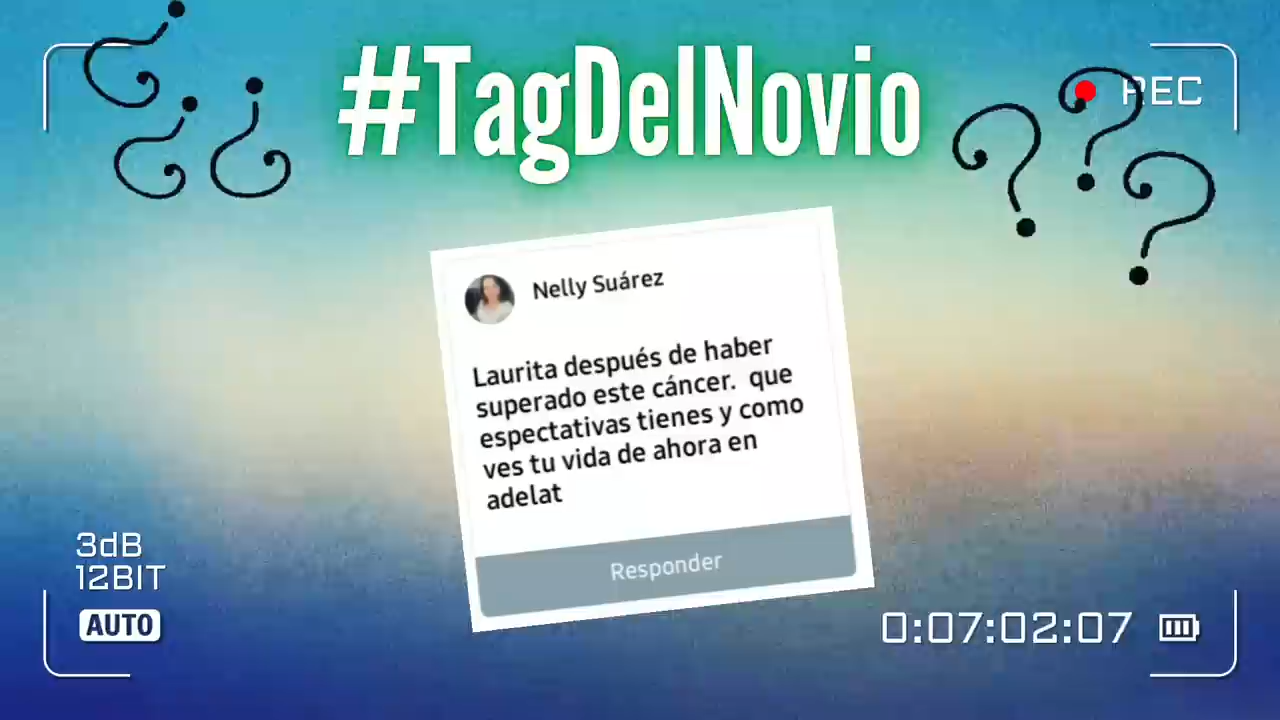 #TagDelNovio
REC
Nelly Suárez
Laurita después de haber
superado este cáncer. que
espectativas tienes y como
ves tu vida de ahora en
adelat
Responder
3dB
12BIT
AUTO
0:07:02:07